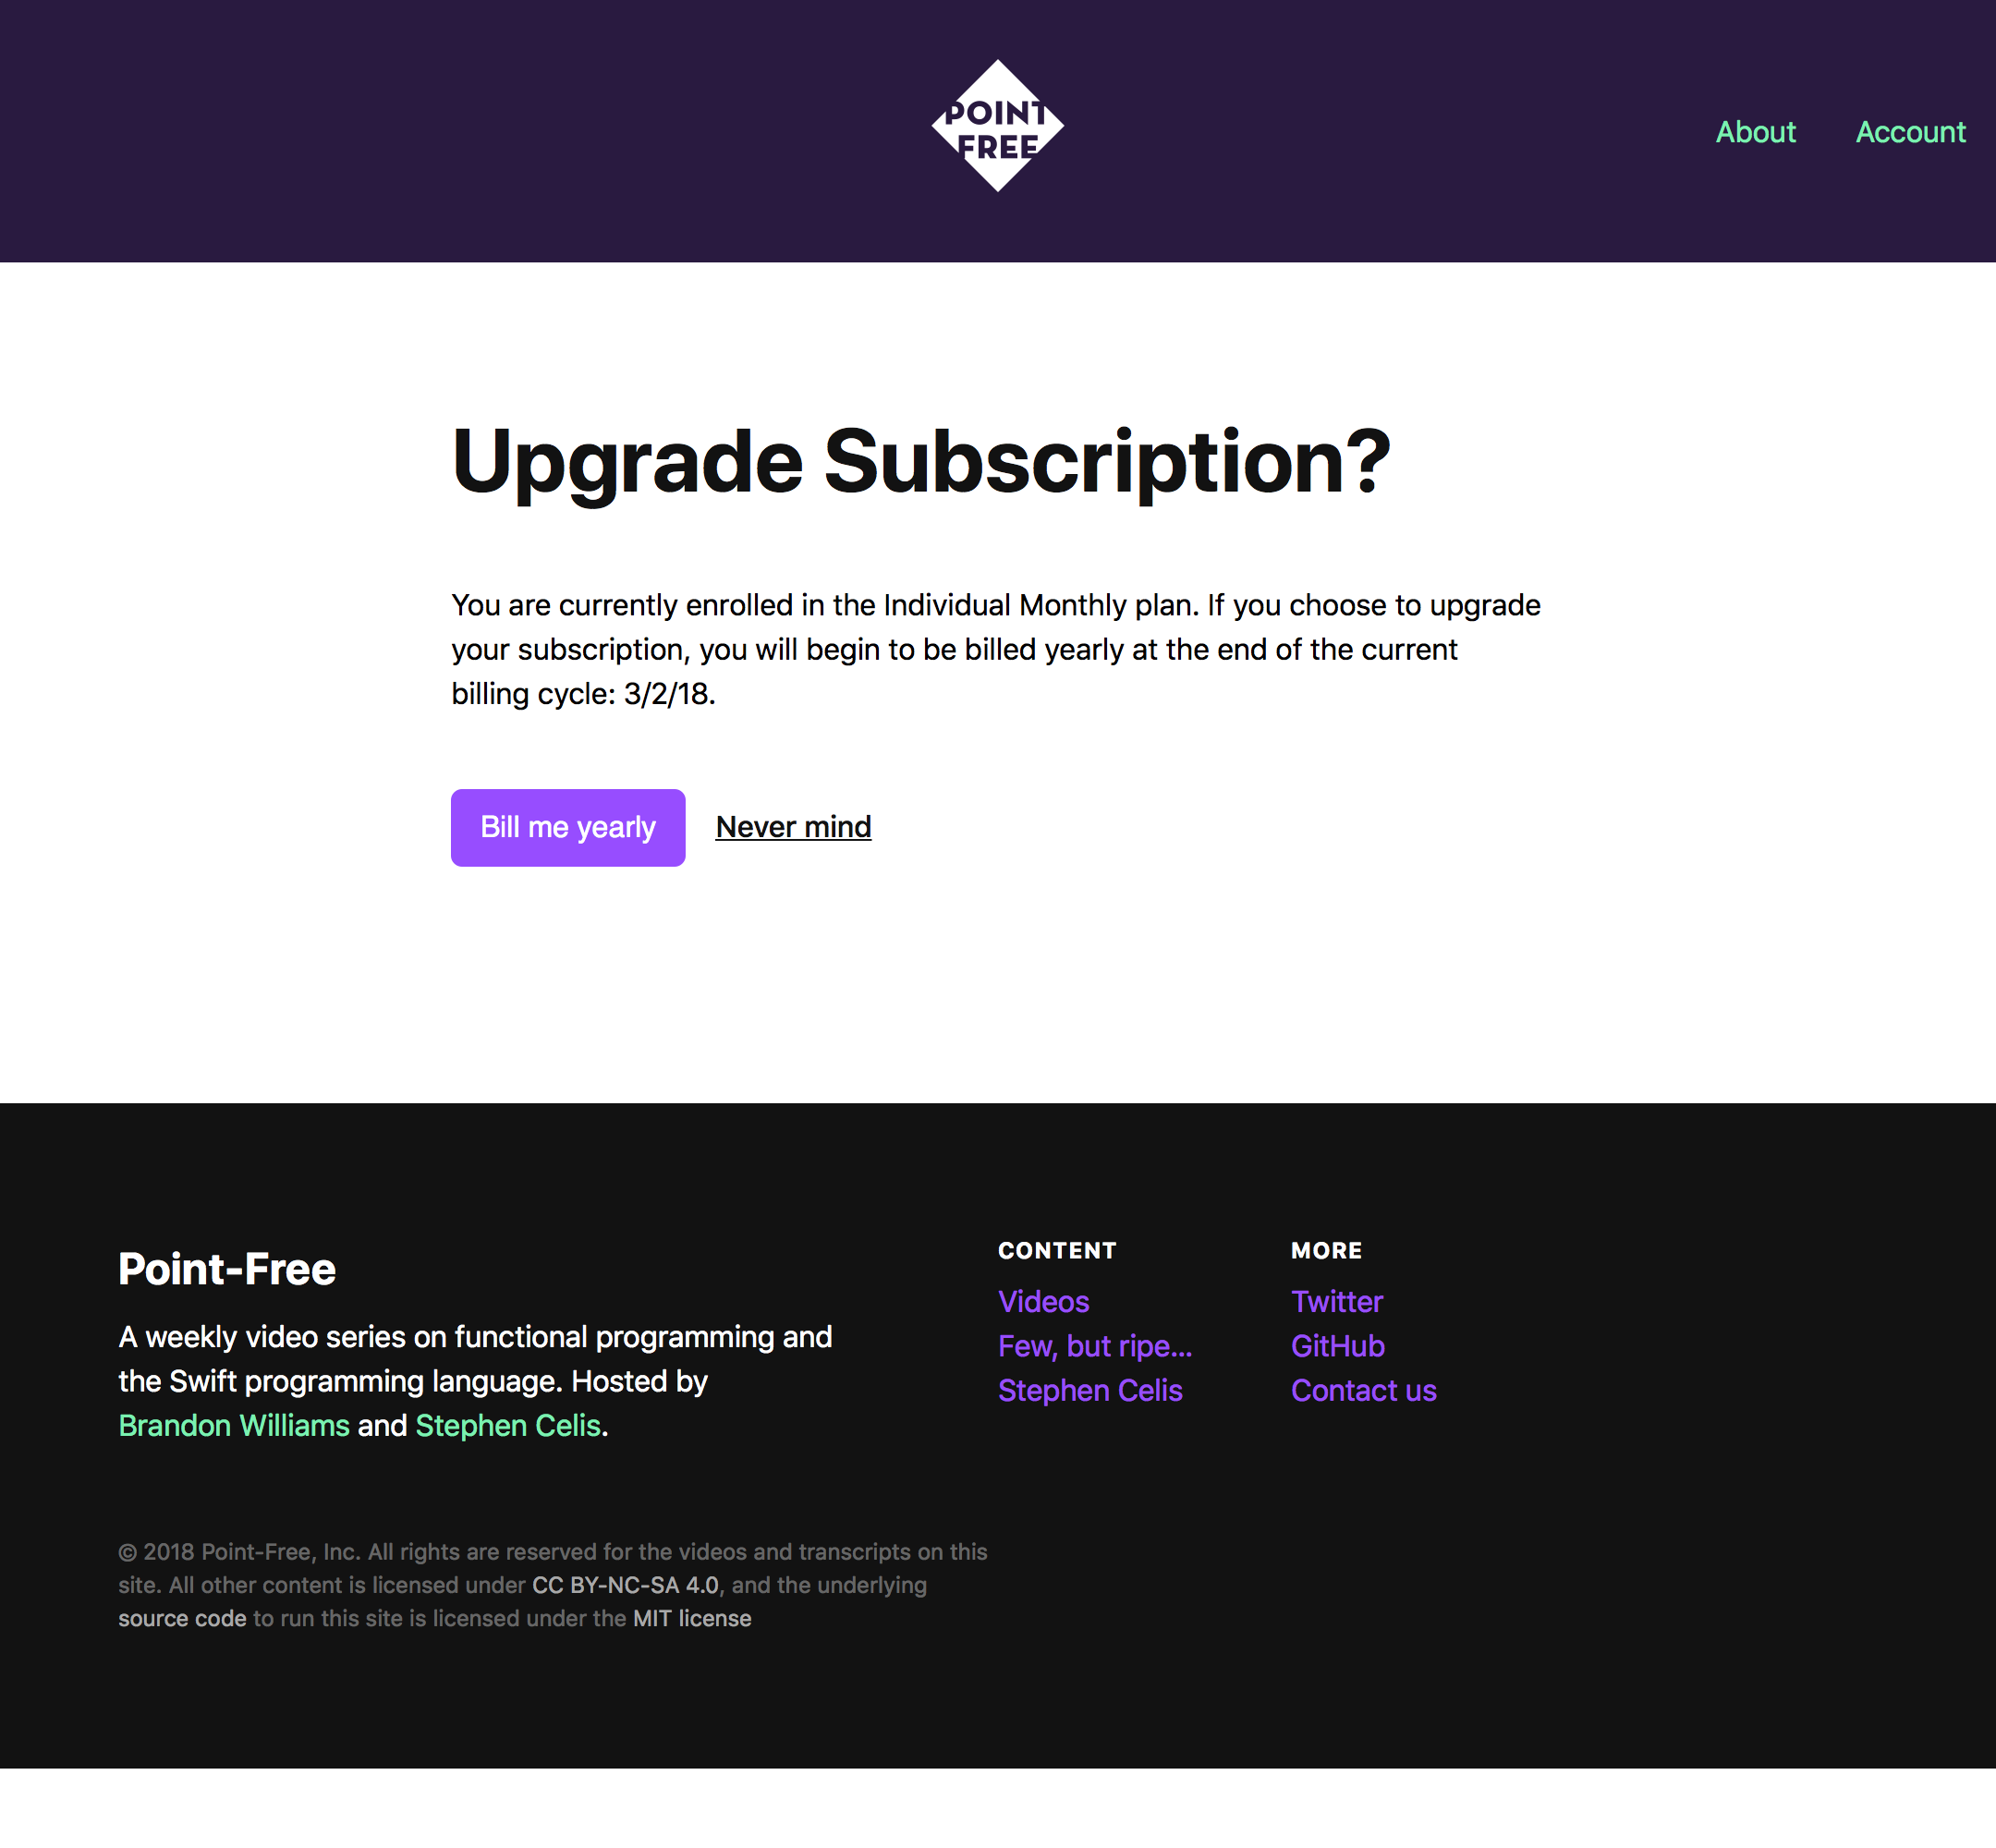 POINT
FREE
About Account
Upgrade Subscription?
You are currently enrolled in the Individual Monthly plan. If you choose to upgrade
your subscription, you will begin to be billed yearly at the end of the current
billing cycle: 3/2/18.
Bill me yearly Never mind
Point-Free
A weekly video series on functional programming and
the Swift programming language. Hosted by
Brandon Williams and Stephen Celis.
CONTENT
Videos
Few, but ripe...
Stephen Celis
MORE
Twitter
GitHub
Contact us
© 2018 Point-Free, Inc. All rights are reserved for the videos and transcripts on this
site. All other content is licensed under CC BY-NC-SA 4.0, and the underlying
source code to run this site is licensed under the MIT license